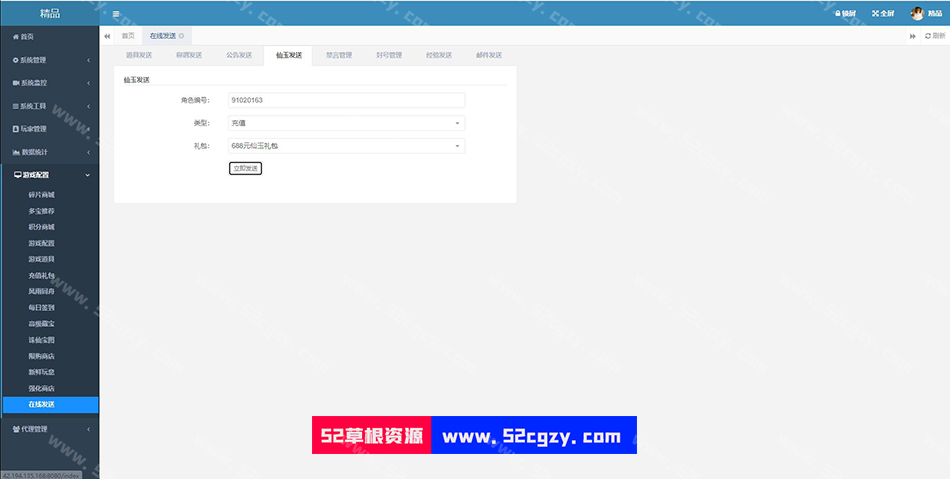 精品
锁屏
全屏
精品
首页
在线发送
刷新
首页
系统管理
系统监控
系统工具
玩家管理
数据统计
游戏配置
碎片商城
多宝推荐
积分商城
游戏配置
游戏道具
充值礼包
风雨同舟
每日签到
高级藏宝
诛仙宝图
限购商店
新鲜玩意
强化商店
在线发送
代理管理
道具发送
称谓发送
公告发送
仙玉发送
禁言管理
封号管理
经验发送
邮件发送
仙玉发送
角色编号:
91020163
类型:
充值
礼包:
688元仙玉礼包
立即发送
52草根资源
www.52cgzy.com
42.194.135.166:8080/index
www.52cgzy.com